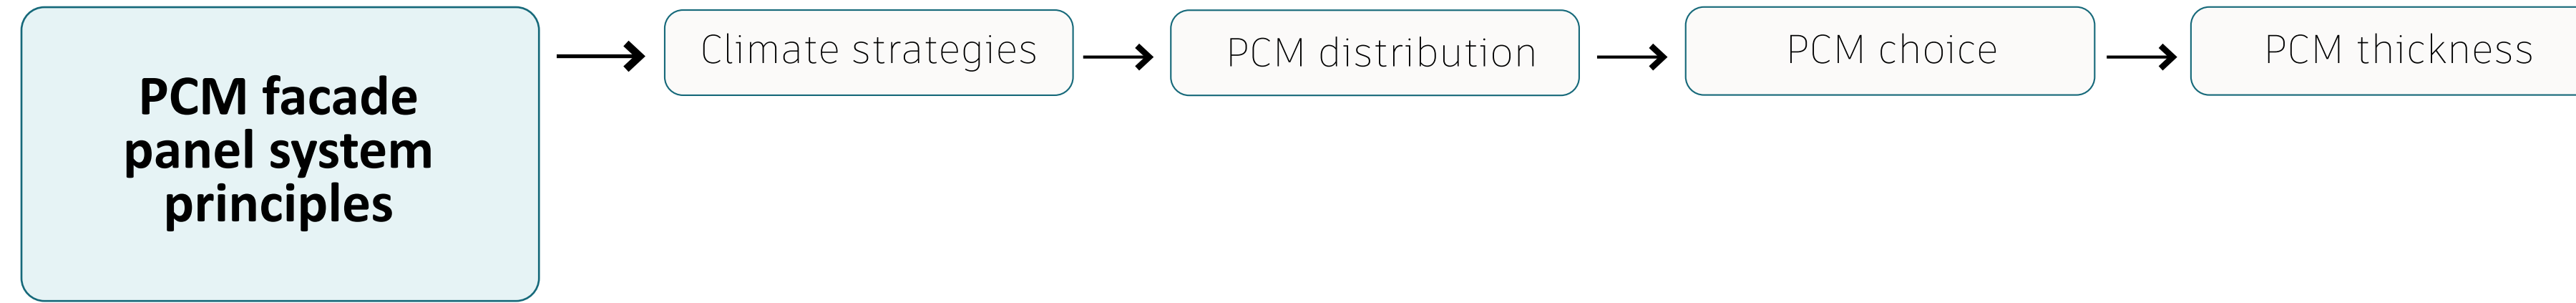 PCM facade
panel system
principles
Climate strategies
PCM distribution
PCM choice
PCM thickness